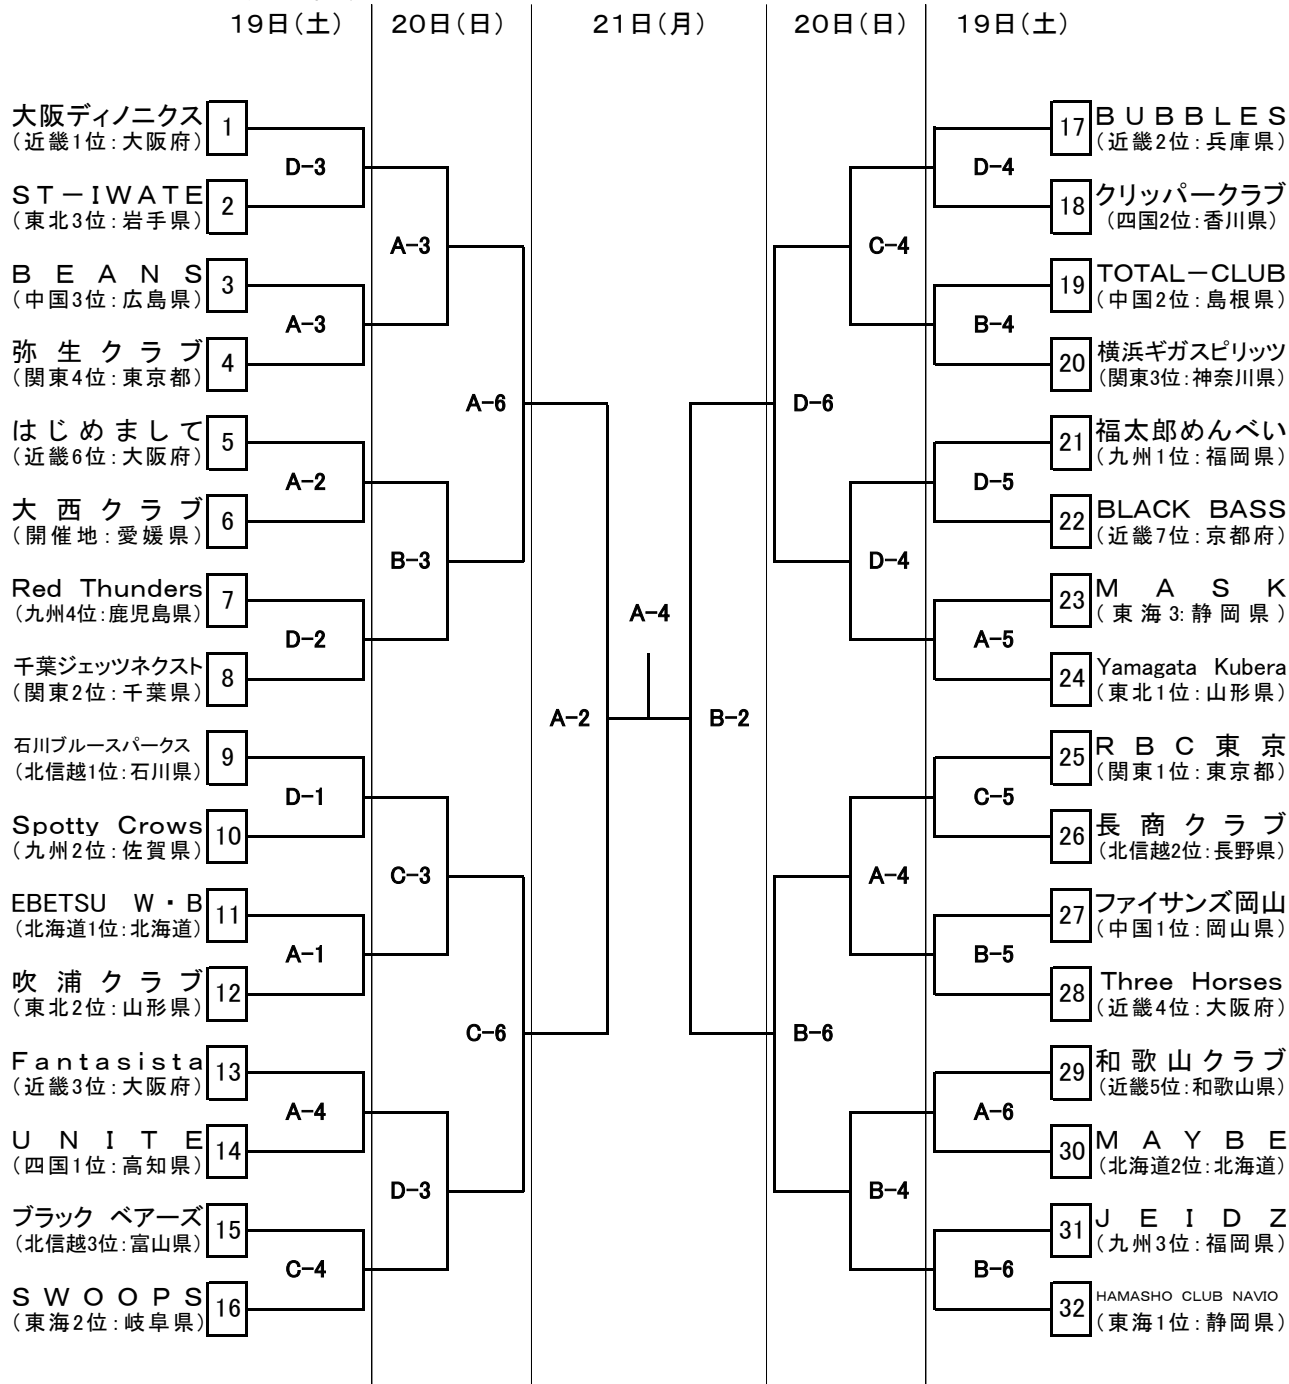 19日(土) 20日(日) 21日(月) 20日(日) 19日(土)
大阪ディノニクス
(近畿1位:大阪府)
1
D-3
ST－IWATE
(東北3位:岩手県)
2
A-3
BEANS
(中国3位:広島県)
3
A-3
弥生クラブ
(関東4位:東京都)
4
A-6
はじめまして
(近畿6位:大阪府)
5
A-2
大西クラブ
(開催地:愛媛県)
6
B-3
Red Thunders
(九州4位:鹿児島県)
7
D-2
千葉ジェッツネクスト
(関東2位:千葉県)
8
A-2
石川ブルースパークス
(北信越1位:石川県)
9
D-1
Spotty Crows
(九州2位:佐賀県)
10
C-3
EBETSU W・B
(北海道1位:北海道)
11
A-1
吹浦クラブ
(東北2位:山形県)
12
C-6
Fantasista
(近畿3位:大阪府)
13
A-4
UNITE
(四国1位:高知県)
14
D-3
ブラック ベアーズ
(北信越3位:富山県)
15
C-4
SWOOPS
(東海2位:岐阜県)
16
A-4
17
BUBBLES
(近畿2位:兵庫県)
D-4
18
クリッパークラブ
(四国2位:香川県)
C-4
19
TOTAL－CLUB
(中国2位:島根県)
B-4
20
横浜ギガスピリッツ
(関東3位:神奈川県)
D-6
21
福太郎めんべい
(九州1位:福岡県)
D-5
22
BLACK BASS
(近畿7位:京都府)
D-4
23
MASK
(東海3:静岡県)
A-5
24
Yamagata Kubera
(東北1位:山形県)
B-2
25
RBC東京
(関東1位:東京都)
C-5
26
長商クラブ
(北信越2位:長野県)
A-4
27
ファイサンズ岡山
(中国1位:岡山県)
B-5
28
Three Horses
(近畿4位:大阪府)
B-6
29
和歌山クラブ
(近畿5位:和歌山県)
A-6
30
MAYBE
(北海道2位:北海道)
B-4
31
JEIDZ
(九州3位:福岡県)
B-6
32
HAMASHO CLUB NAVIO
(東海1位:静岡県)